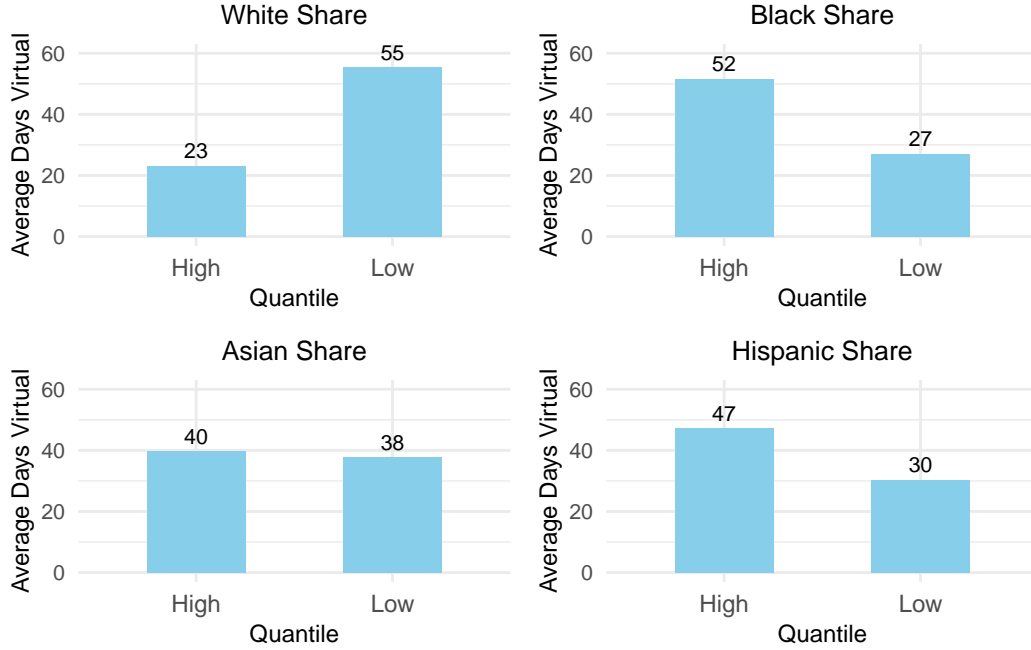 White Share
Average Days Virtual
60
40
20
0
23
55
High
Low
Quantile
Black Share
Average Days Virtual
60
40
20
0
52
27
High
Low
Quantile
Asian Share
Average Days Virtual
60
40
20
0
40
38
High
Low
Quantile
Hispanic Share
Average Days Virtual
60
40
20
0
47
30
High
Low
Quantile